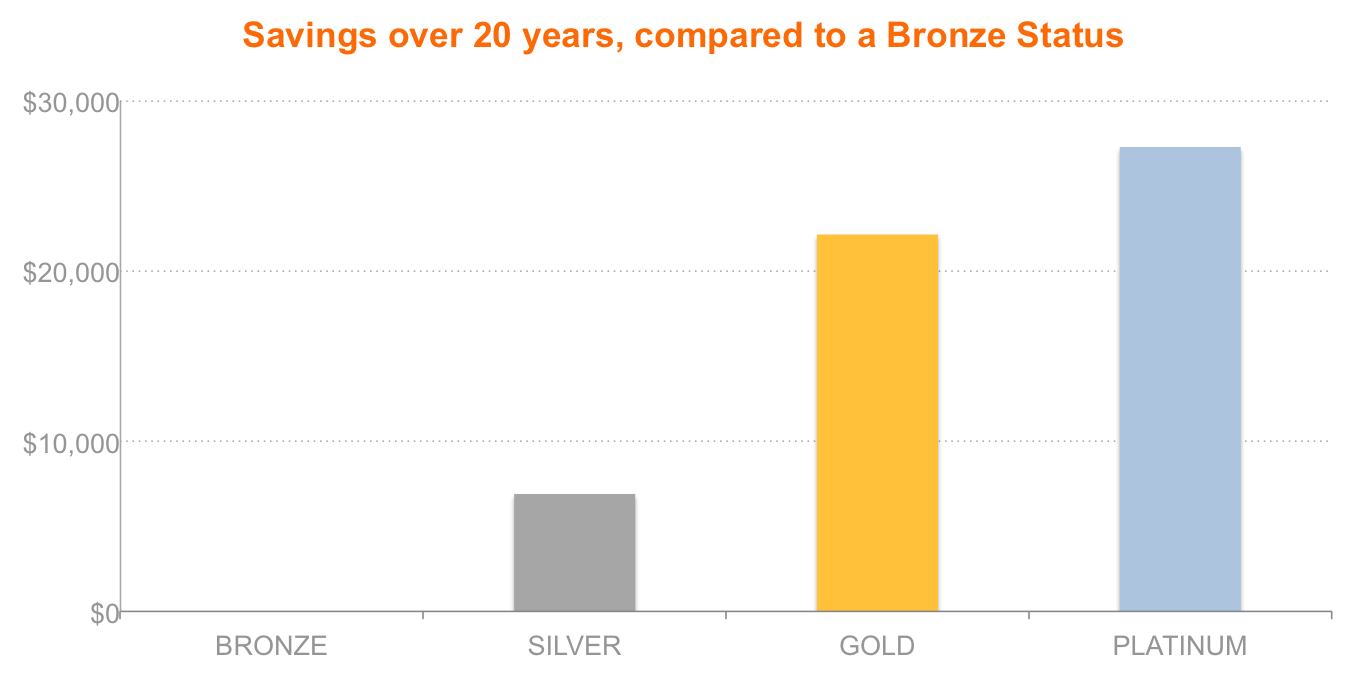 Savings over 20 years, compared to a Bronze Status
$30,000
$20,000
$10,000
$0
BRONZE SILVER GOLD PLATINUM